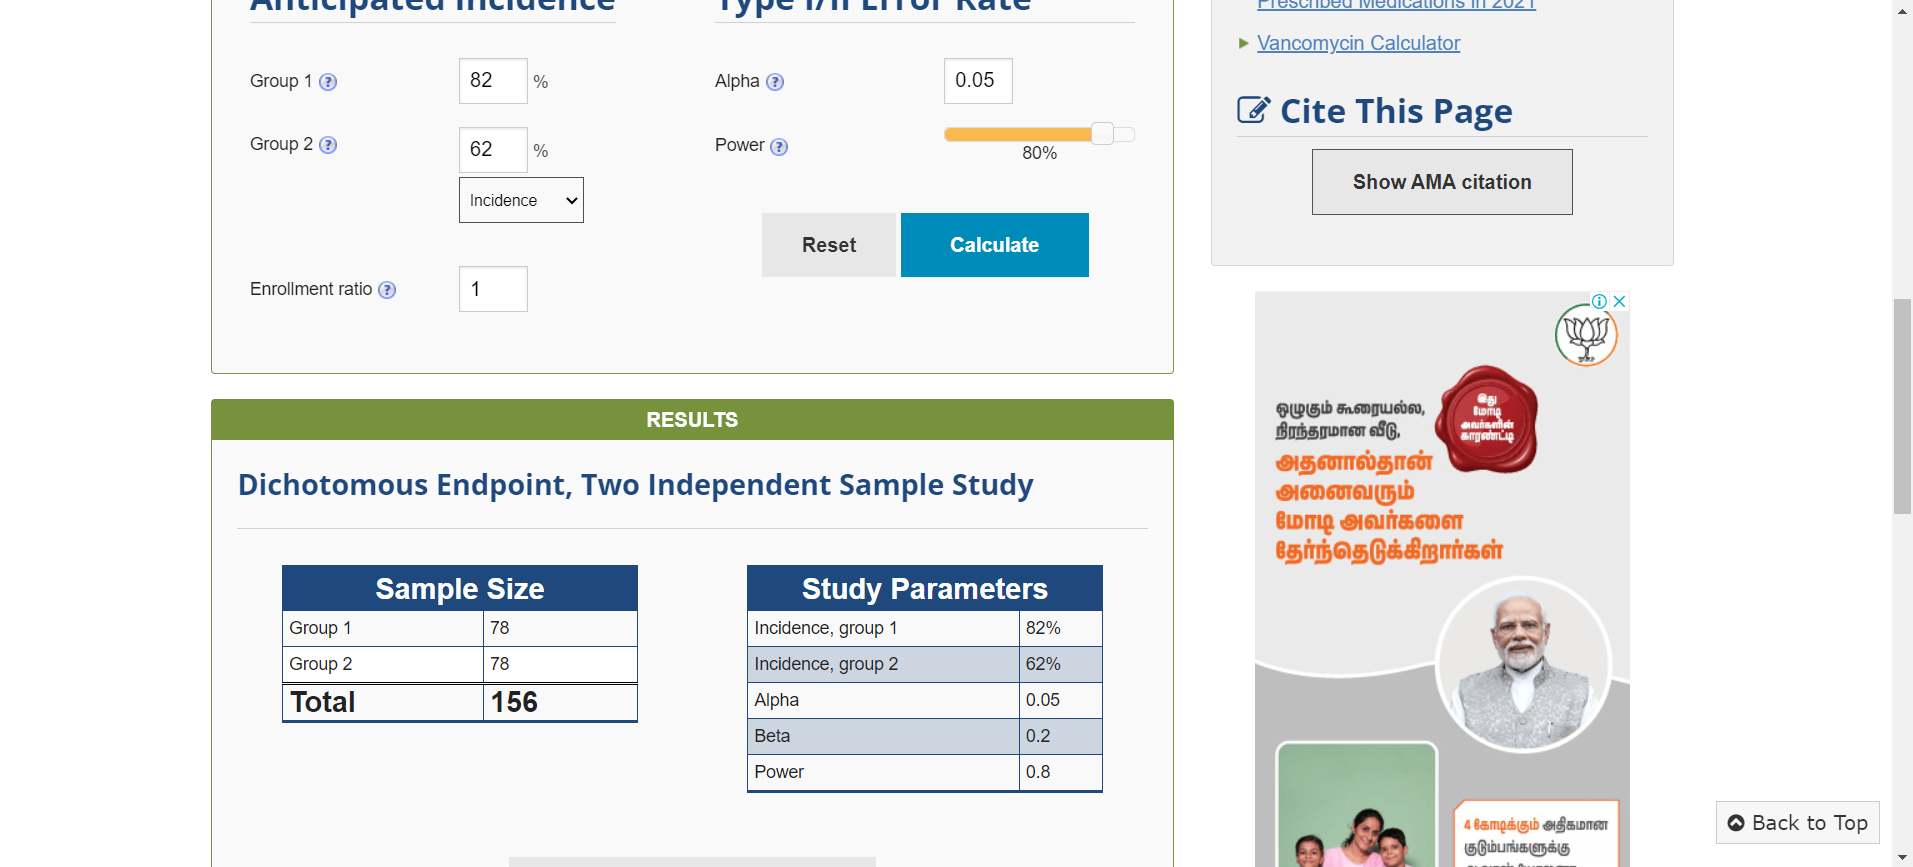 Anticipated Incidence
Type I/II Error Rate
Group 1 ?
82
%
Alpha ?
0.05
Group 2 ?
62
%
Power ?
80%
Incidence
Reset
Calculate
Enrollment ratio ?
1
RESULTS
Dichotomous Endpoint, Two Independent Sample Study
Sample Size
Group 1 78
Group 2 78
Total 156
Study Parameters
Incidence, group 1 82%
Incidence, group 2 62%
Alpha 0.05
Beta 0.2
Power 0.8
Prescribed Medications in 2021
Vancomycin Calculator
Cite This Page
Show AMA citation
ஒழுகும் கூரையல்ல,
நிரந்தரமான வீடு,
அதனால்தான்
அனைவரும்
மோடி அவர்களை
தேர்ந்தெடுக்கிறார்கள்
இது
மோடி
அவர்களின்
காரண்ட்டி
4 கோடிக்கும் அதிகமான
குடும்பங்களுக்கு
Back to Top